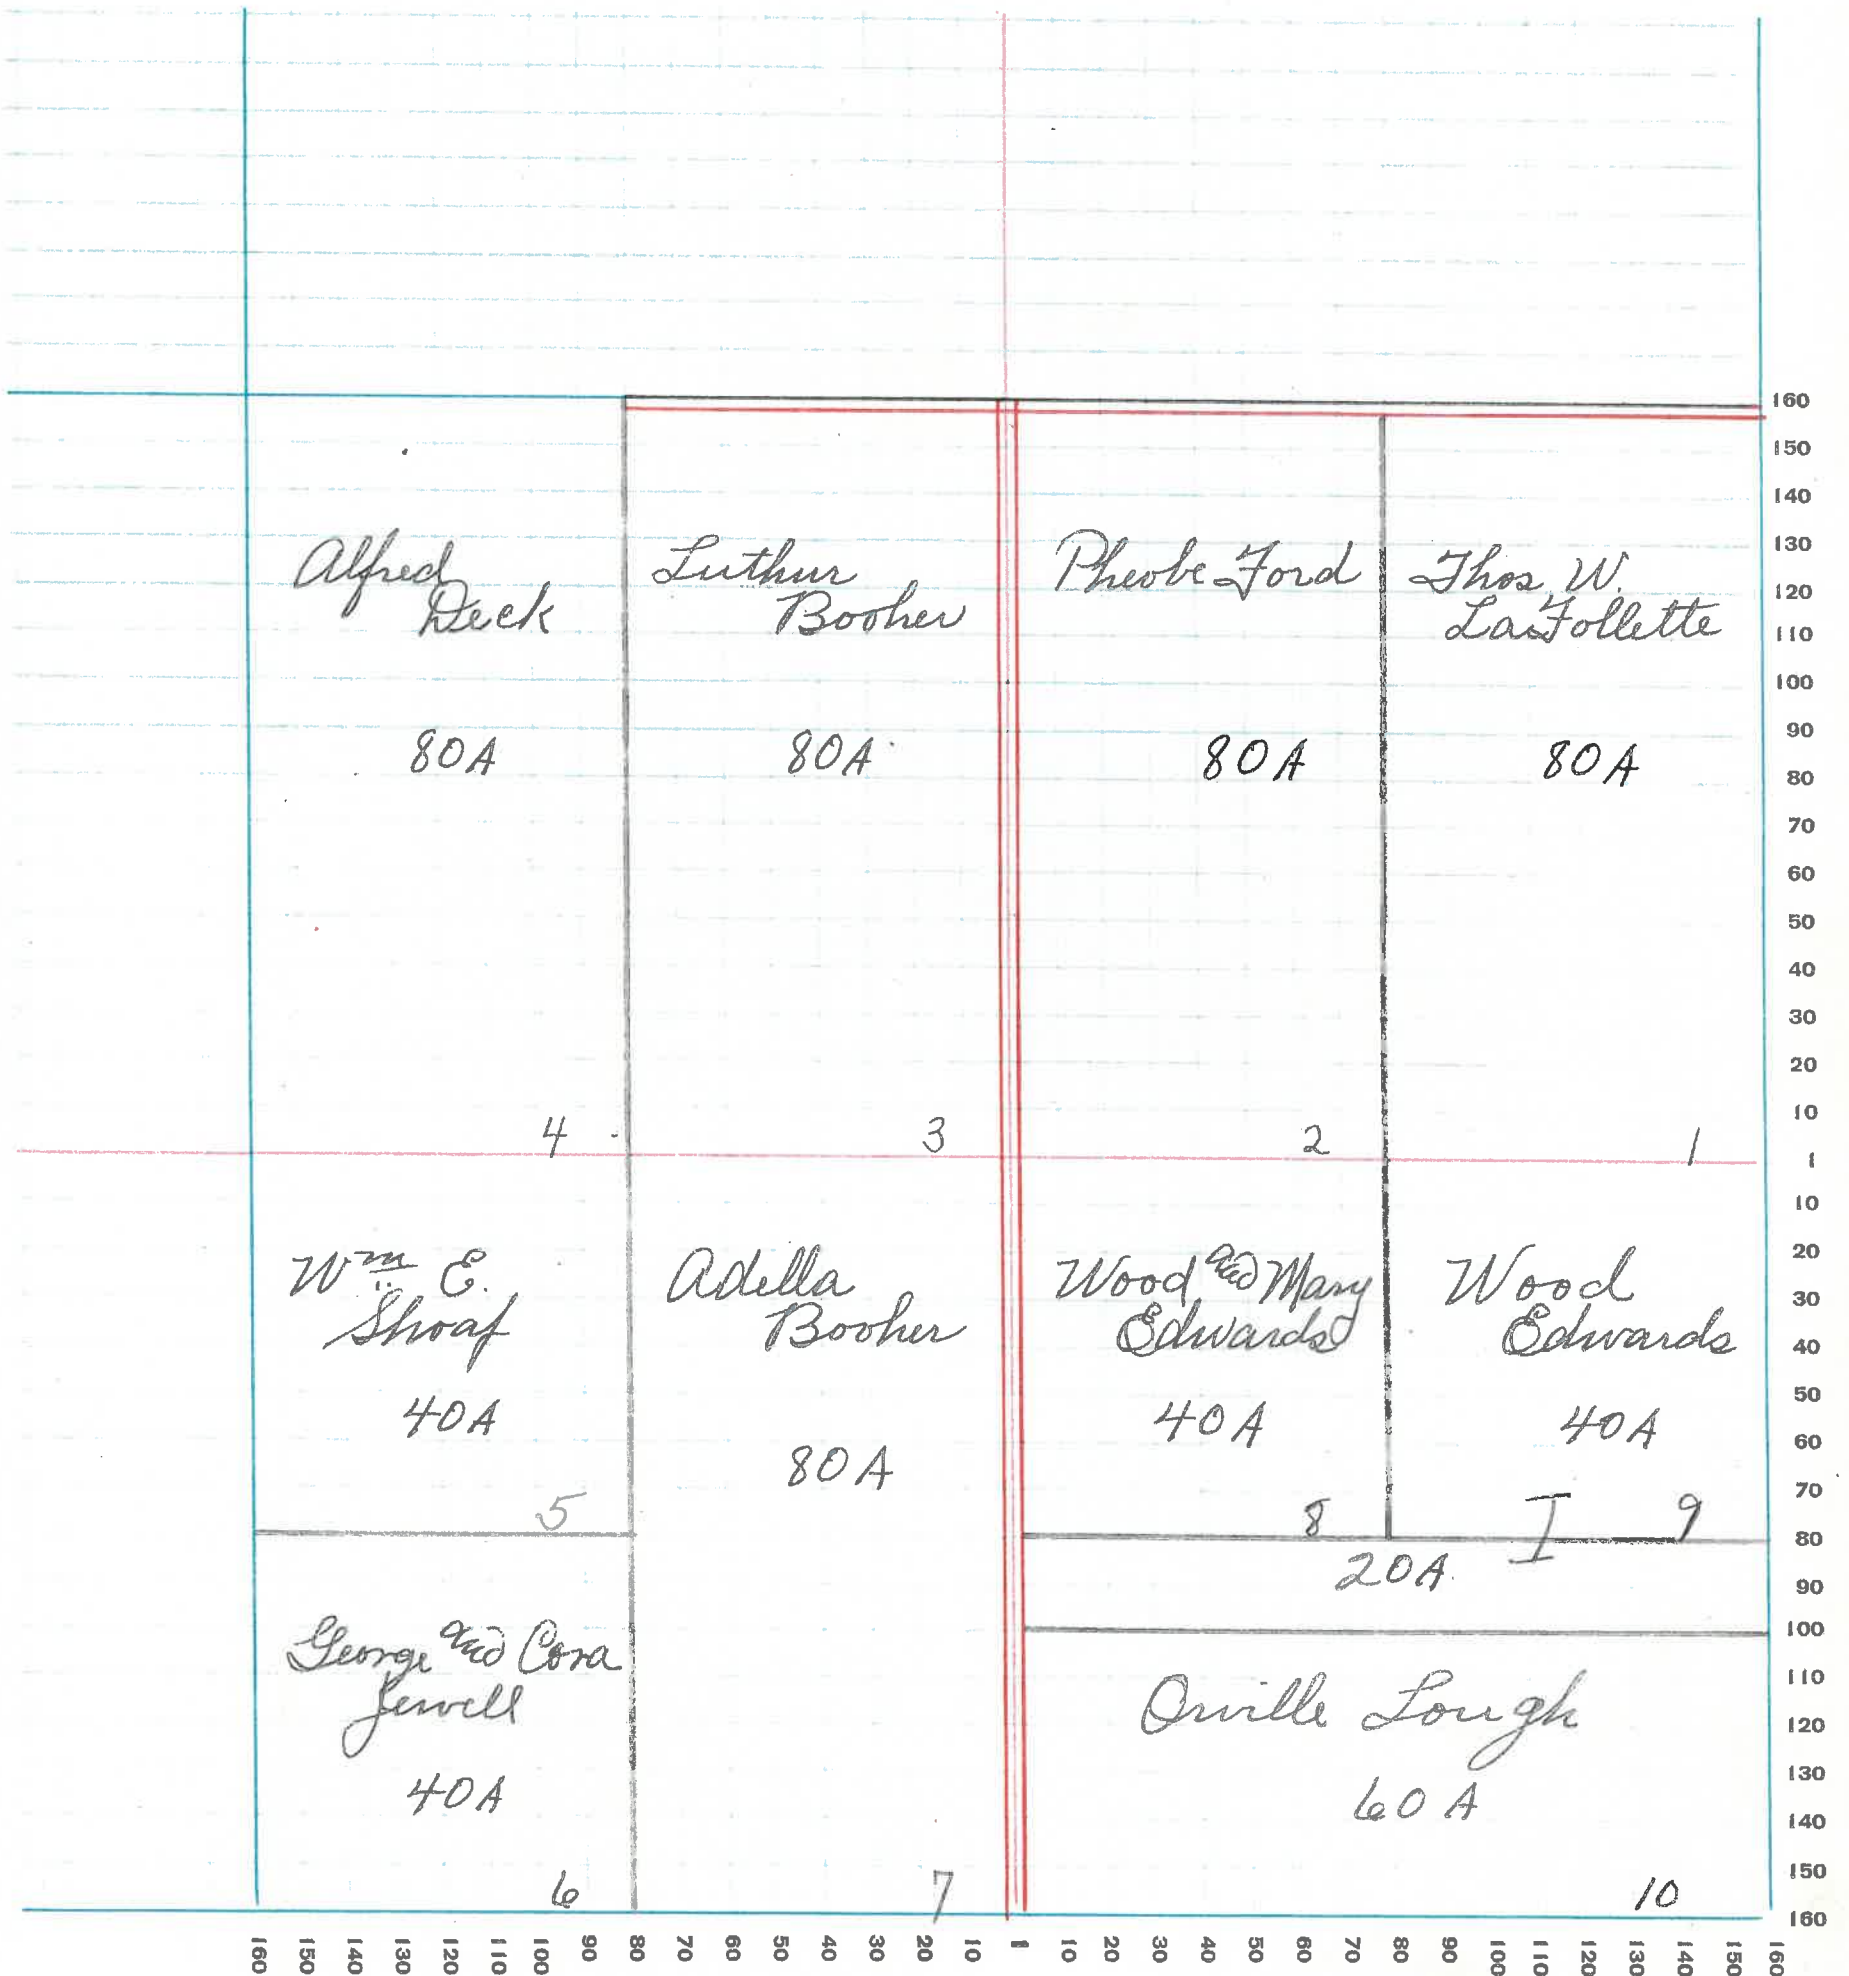 160
150
140
130
120
110
100
90
80
70
60
50
40
30
20
10
1
10
20
30
40
50
60
70
80
90
100
110
120
130
140
150
160
Alfred
Deck
80A
4
Luthur
Booher
80A
3
Pheobe Ford
80A
2
Thos. W.
LaFollette
80A
1
Wm E.
Shoaf
40A
5
Adella
Booher
80A
7
Wood and Mary
Edwards
40A
8
Wood
Edwards
40A
I 9
20A.
George and Cora
Jewell
40A
6
Orville Lough
60A
10
160 150 140 130 120 110 100 90 80 70 60 50 40 30 20 10 1 10 20 30 40 50 60 70 80 90 100 110 120 130 140 150 160